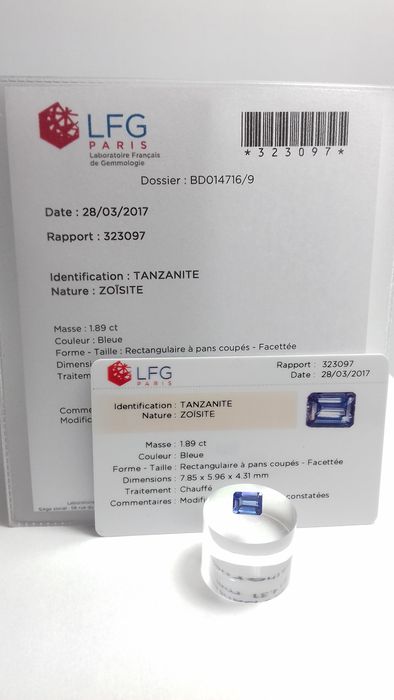 LFG
PARIS
Laboratoire Français
de Gemmologie
*323097*
Dossier : BD014716/9
Date : 28/03/2017
Rapport : 323097
Identification : TANZANITE
Nature : ZOÏSITE
Masse : 1.89 ct
Couleur : Bleue
Forme - Taille : Rectangulaire à pans coupés - Facettée
LFG
PARIS
Rapport : 323097
Date : 28/03/2017
Identification : TANZANITE
Nature : ZOÏSITE
Masse : 1.89 ct
Couleur : Bleue
Forme - Taille : Rectangulaire à pans coupés - Facettée
Dimensions : 7.85 x 5.96 x 4.31 mm
Traitement : Chauffé
Commentaires : constatées